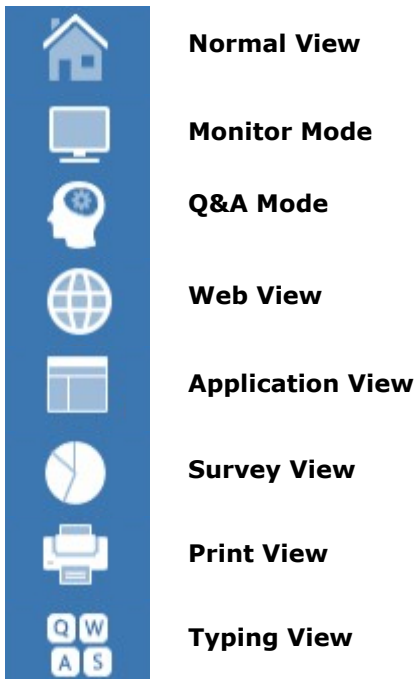 Normal View
Monitor Mode
Q&A Mode
Web View
Application View
Survey View
Print View
Q W
A S
Typing View